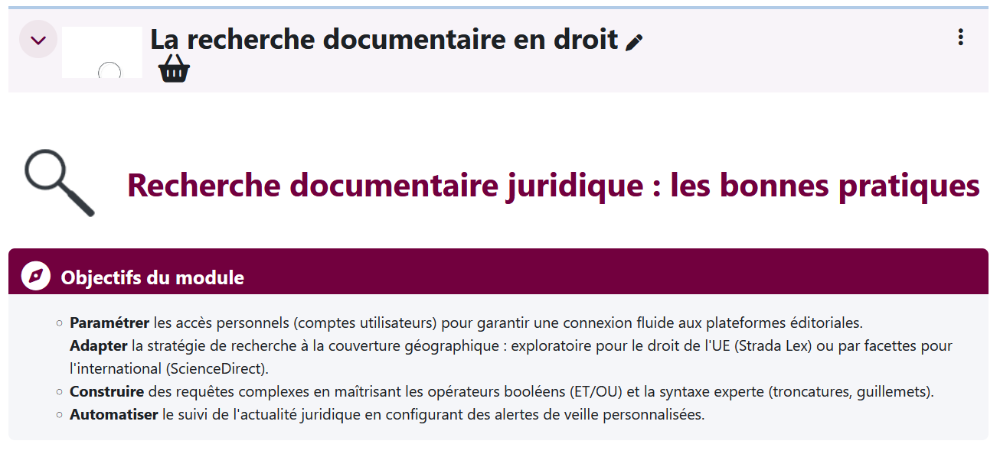 La recherche documentaire en droit
Recherche documentaire juridique : les bonnes pratiques
Objectifs du module
Paramétrer les accès personnels (comptes utilisateurs) pour garantir une connexion fluide aux plateformes éditoriales.
Adapter la stratégie de recherche à la couverture géographique : exploratoire pour le droit de l'UE (Strada Lex) ou par facettes pour
l'international (ScienceDirect).
Construire des requêtes complexes en maîtrisant les opérateurs booléens (ET/OU) et la syntaxe experte (troncatures, guillemets).
Automatiser le suivi de l'actualité juridique en configurant des alertes de veille personnalisées.